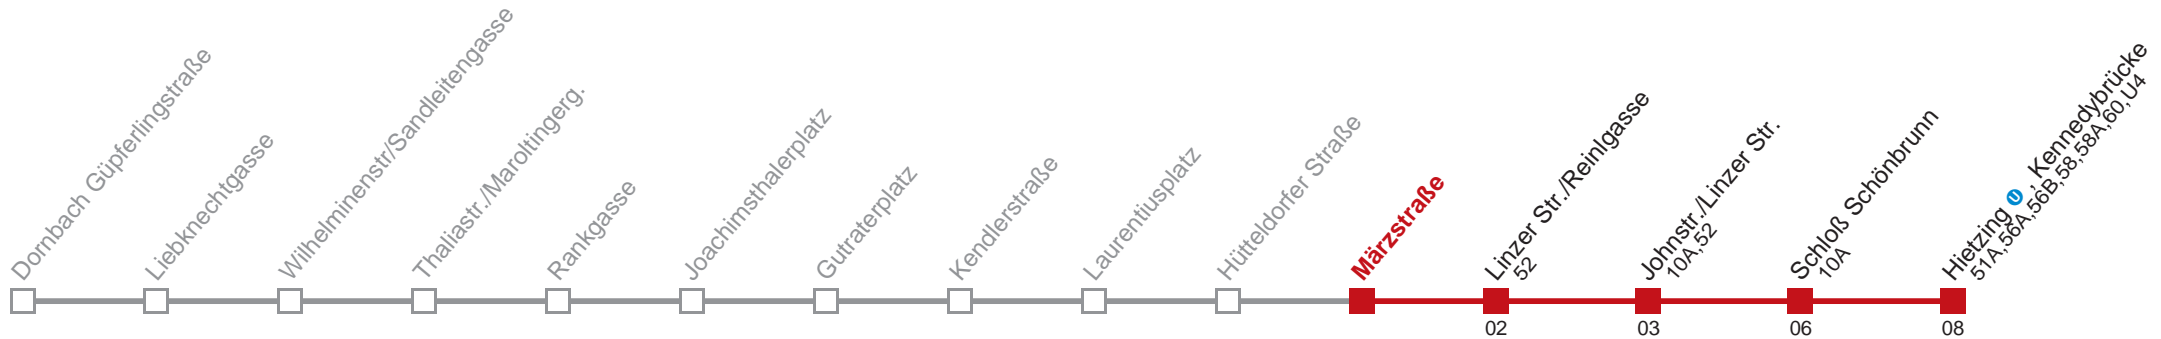 Dornbach Güpferlingstraße
Liebknechtgasse
Wilhelminenstr/Sandleitengasse
Thaliastr./Maroltingerg.
Rankgasse
Joachimsthalerplatz
Gutraterplatz
Kendlerstraße
Laurentiusplatz
Hütteldorfer Straße
Märzstraße
Linzer Str./Reinlgasse
52
Johnstr./Linzer Str.
10A,52
Schloß Schönbrunn
10A
Hietzing U , Kennedybrücke
51A,56A,56B,58,58A,60,U4
02
03
06
08